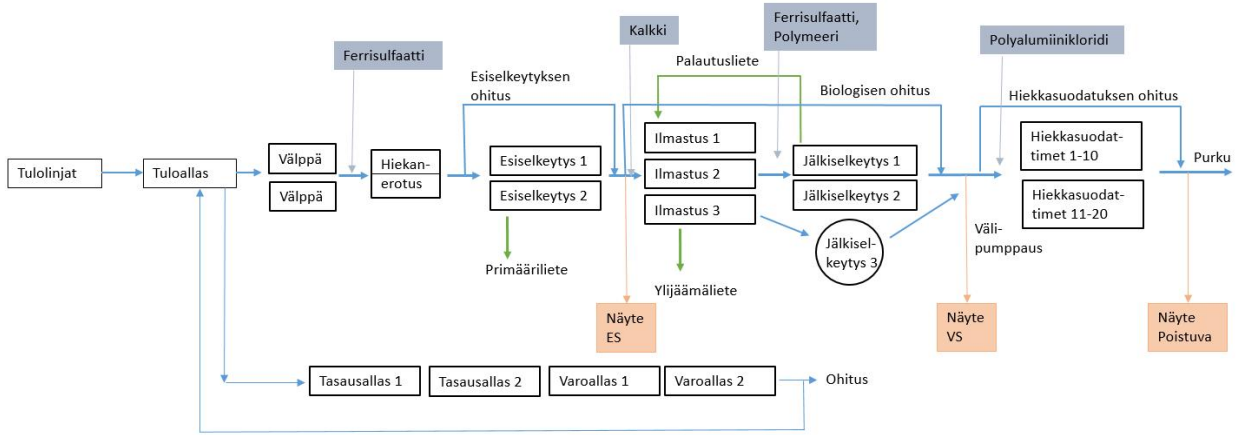 Ferrisulfaatti
Kalkki
Ferrisulfaatti,
Polymeeri
Polyalumiinikloridi
Esiselkeytyksen
ohitus
Palautusliete
Biologisen ohitus
Hiekkasuodatuksen ohitus
Tulolinjat
Tuloallas
Välppä
Välppä
Hiekan-
erotus
Esiselkeytys 1
Esiselkeytys 2
Ilmastus 1
Ilmastus 2
Ilmastus 3
Jälkiselkeytys 1
Jälkiselkeytys 2
Jälkisel-
keytys 3
Hiekkasuodat-
timet 1-10
Hiekkasuodat-
timet 11-20
Purku
Primääriliete
Ylijäämäliete
Väli-
pumppaus
Näyte
ES
Näyte
VS
Näyte
Poistuva
Tasausallas 1
Tasausallas 2
Varoallas 1
Varoallas 2
Ohitus